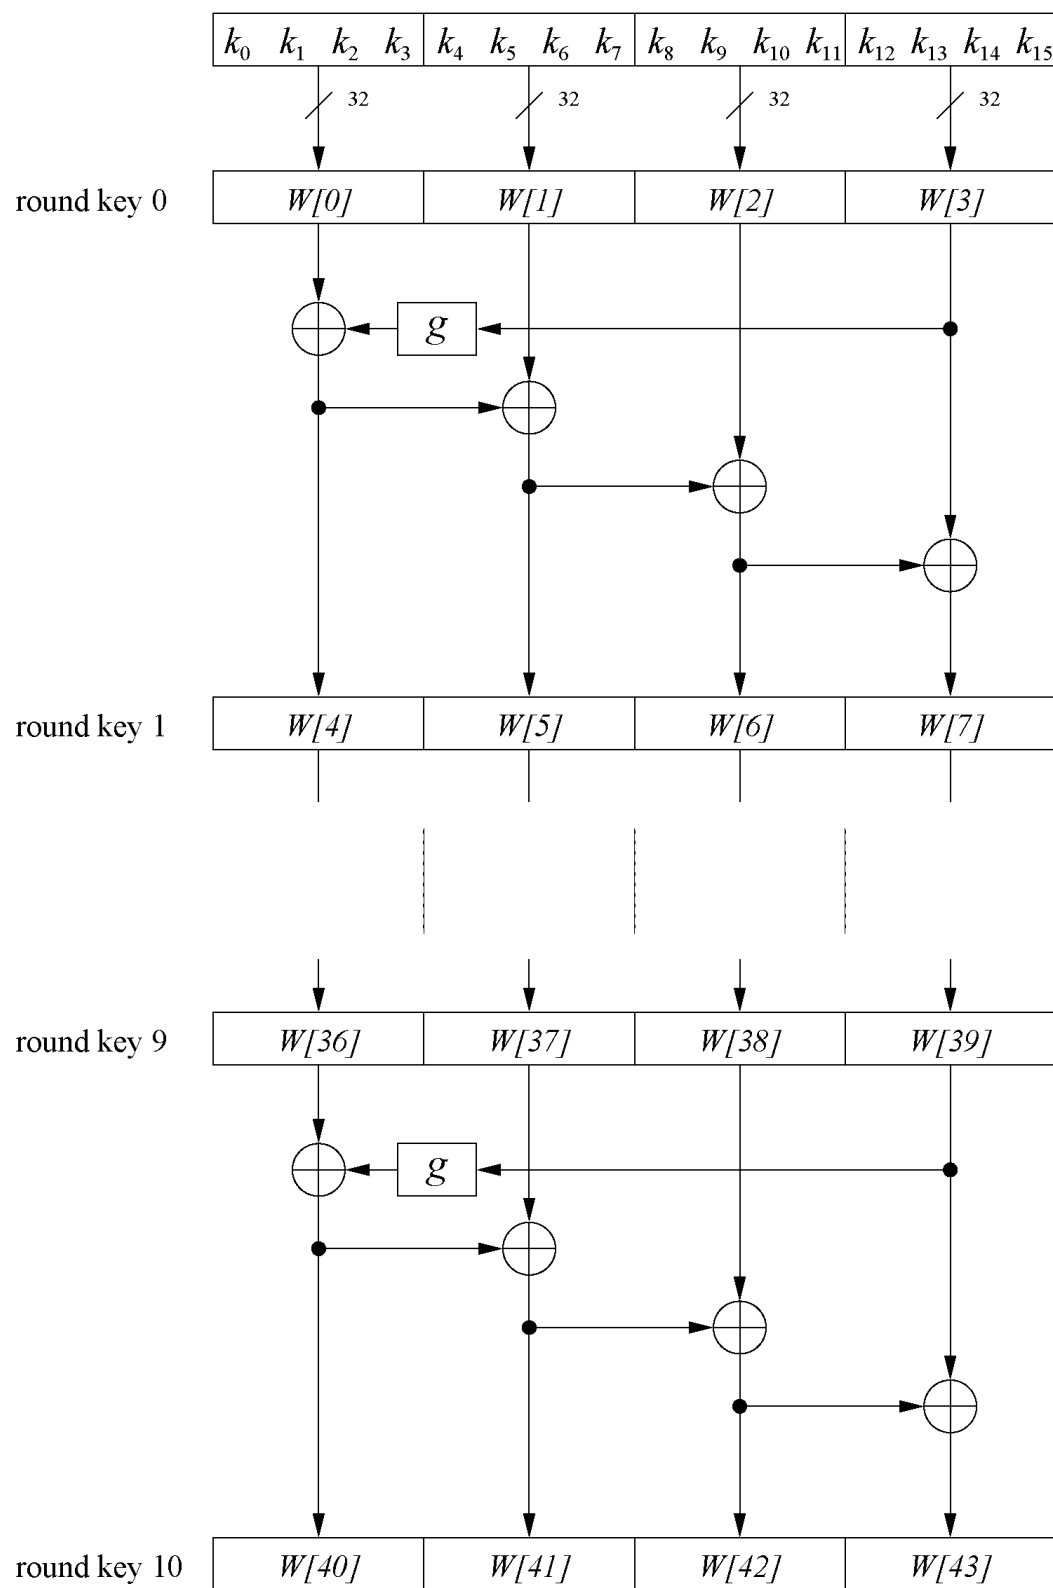 k₀ k₁ k₂ k₃ k₄ k₅ k₆ k₇ k₈ k₉ k₁₀ k₁₁ k₁₂ k₁₃ k₁₄ k₁₅
32 32 32 32
round key 0 W[0] W[1] W[2] W[3]
g
round key 1 W[4] W[5] W[6] W[7]
round key 9 W[36] W[37] W[38] W[39]
g
round key 10 W[40] W[41] W[42] W[43]